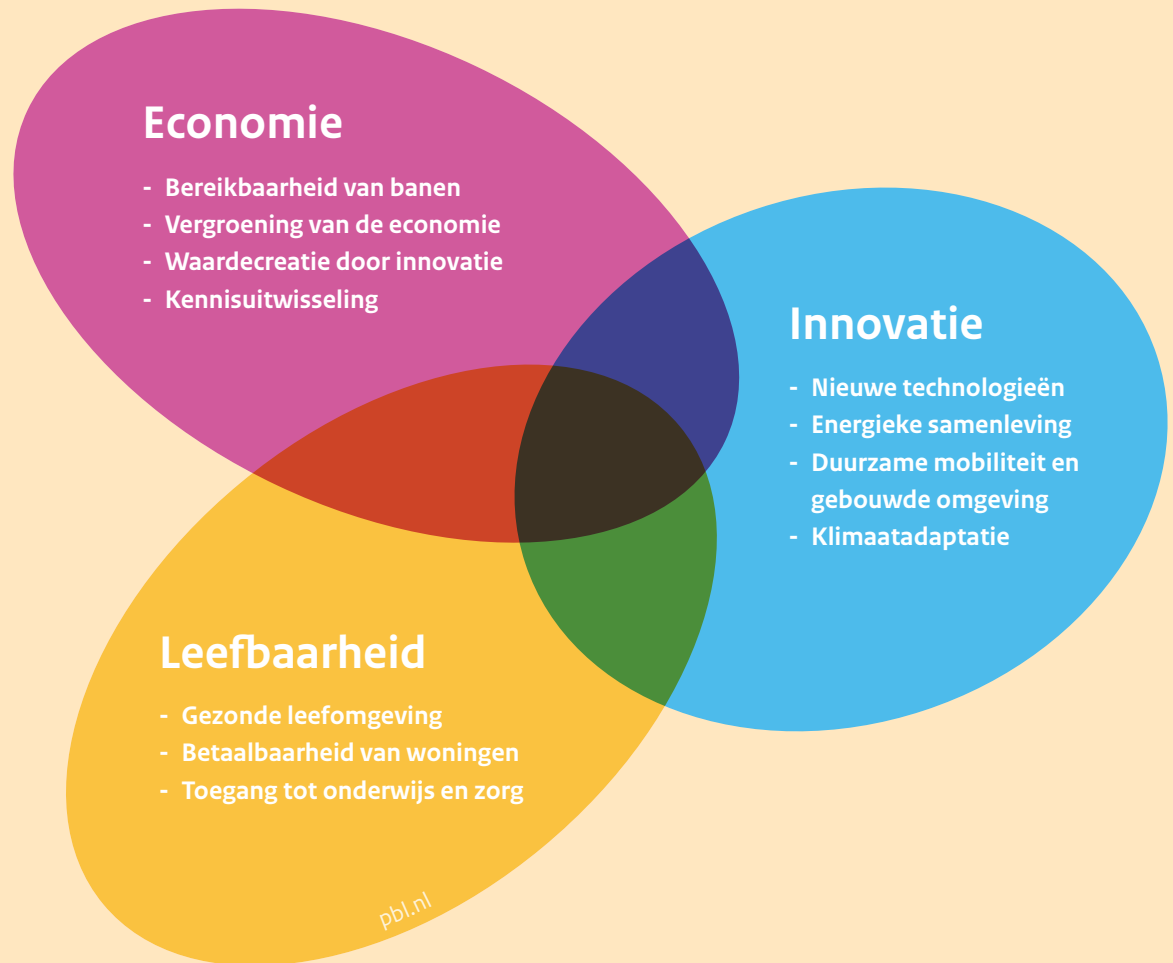 Economie
- Bereikbaarheid van banen
- Vergroening van de economie
- Waardecreatie door innovatie
- Kennisuitwisseling
Innovatie
- Nieuwe technologieën
- Energieke samenleving
- Duurzame mobiliteit en
gebouwde omgeving
- Klimaatadaptatie
Leefbaarheid
- Gezonde leefomgeving
- Betaalbaarheid van woningen
- Toegang tot onderwijs en zorg
pbl.nl